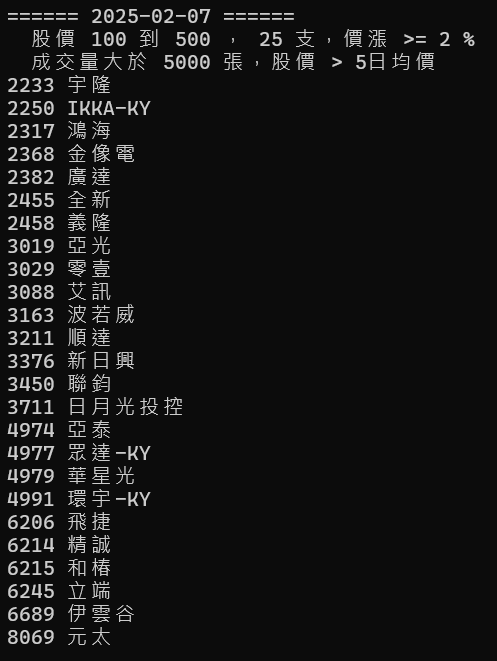 ====== 2025-02-07 ======
股價 100 到 500 , 25 支,價漲 >= 2 %
成交量大於 5000 張,股價 > 5日均價
2233 宇隆
2250 IKKA-KY
2317 鴻海
2368 金像電
2382 廣達
2455 全新
2458 義隆
3019 亞光
3029 零壹
3088 艾訊
3163 波若威
3211 順達
3376 新日興
3450 聯鈞
3711 日月光投控
4974 亞泰
4977 眾達-KY
4979 華星光
4991 環宇-KY
6206 飛捷
6214 精誠
6215 和椿
6245 立端
6689 伊雲谷
8069 元太